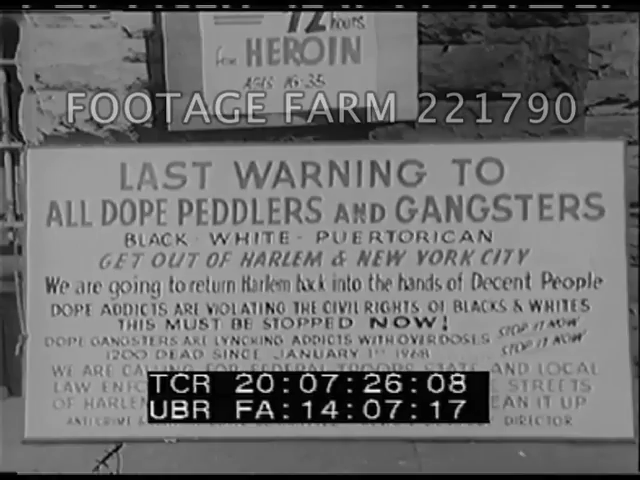 72 hours
for HEROIN
AGES 16-35
FOOTAGE FARM 221790
LAST WARNING TO
ALL DOPE PEDDLERS AND GANGSTERS
BLACK - WHITE - PUERTORICAN
GET OUT OF HARLEM & NEW YORK CITY
We are going to return Harlem back into the hands of Decent People
DOPE ADDICTS ARE VIOLATING THE CIVIL RIGHTS OF BLACKS & WHITES
THIS MUST BE STOPPED NOW!
DOPE GANGSTERS ARE LYNCHING ADDICTS WITH OVERDOSES STOP IT NOW
1200 DEAD SINCE JANUARY 1ST 1968 STOP IT NOW
WE ARE FEDERAL TROOPS STATE AND LOCAL
LAW STREETS
OF IT UP
DIRECTOR
TCR 20:07:26:08
UBR FA:14:07:17